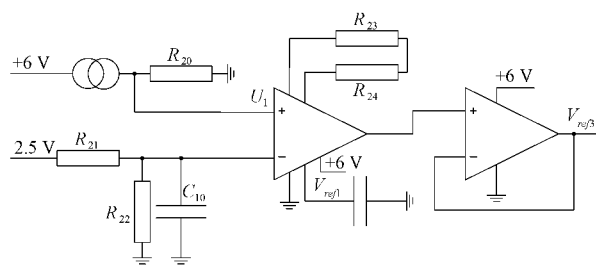 R23
+6 V
R20
R24
+6 V
U1
+
+
Vref3
2.5 V
R21
−
−
+6 V
R22
C10
Vref1